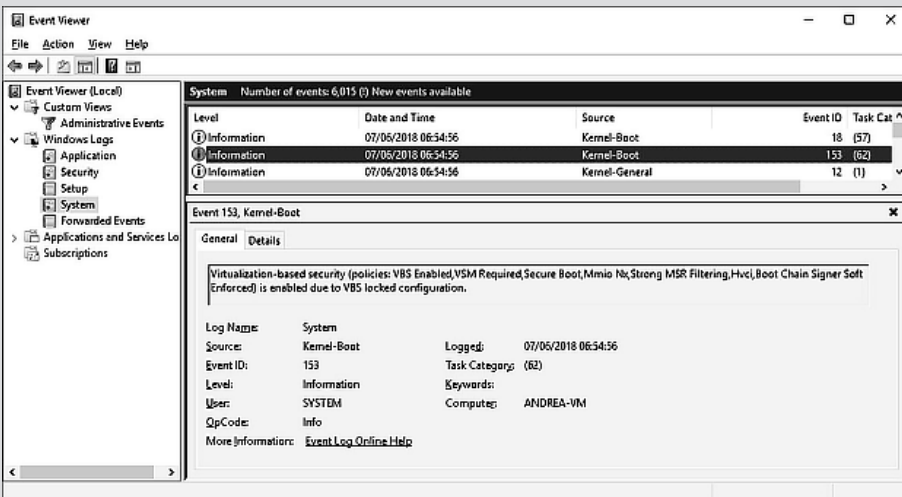 Event Viewer
File Action View Help
Event Viewer (Local)
Custom Views
Administrative Events
Windows Logs
Application
Security
Setup
System
Forwarded Events
Applications and Services Lo
Subscriptions
System Number of events: 6,015 (!) New events available
Level Date and Time Source Event ID Task Cat
Information 07/06/2018 06:54:56 Kernel-Boot 18 (57)
Information 07/06/2018 06:54:56 Kernel-Boot 153 (62)
Information 07/06/2018 06:54:56 Kernel-General 12 (1)
Event 153, Kernel-Boot
General Details
Virtualization-based security (policies: VBS Enabled,VSM Required,Secure Boot,Mmio Nx,Strong MSR Filtering,Hvci,Boot Chain Signer Soft
Enforced) is enabled due to VBS locked configuration.
Log Name: System
Source: Kernel-Boot Logged: 07/06/2018 06:54:56
Event ID: 153 Task Category: (62)
Level: Information Keywords:
User: SYSTEM Computer: ANDREA-VM
OpCode: Info
More Information: Event Log Online Help